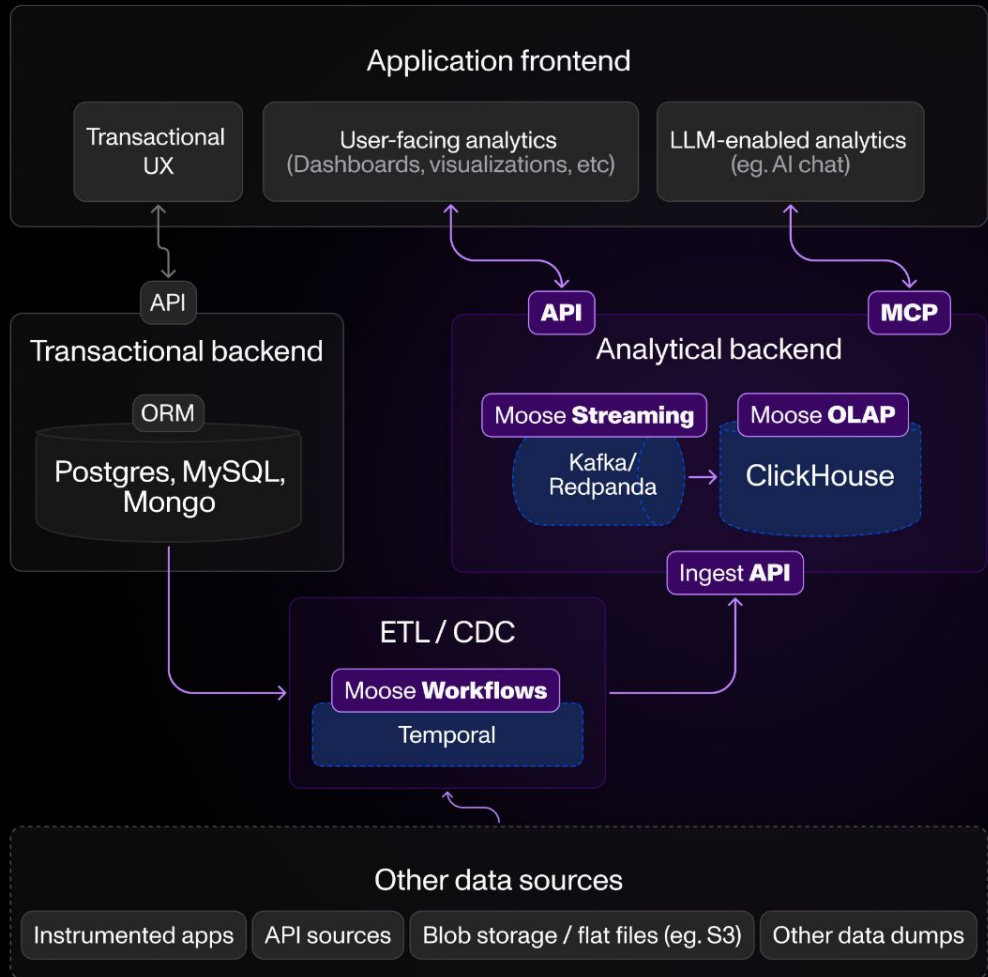 Application frontend
Transactional
UX
User-facing analytics
(Dashboards, visualizations, etc)
LLM-enabled analytics
(eg. AI chat)
API
API
MCP
Transactional backend
Analytical backend
ORM
Postgres, MySQL,
Mongo
Moose Streaming
Kafka/
Redpanda
Moose OLAP
ClickHouse
Ingest API
ETL / CDC
Moose Workflows
Temporal
Other data sources
Instrumented apps
API sources
Blob storage / flat files (eg. S3)
Other data dumps